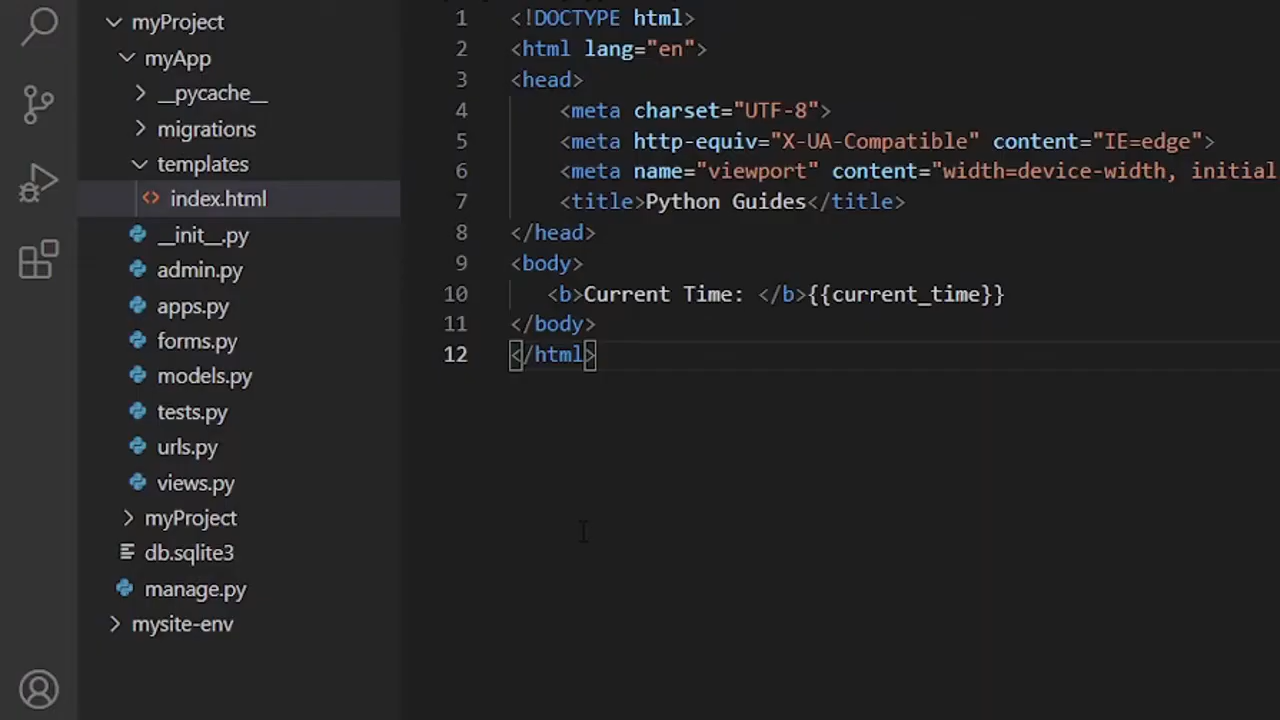 myProject
myApp
__pycache__
migrations
templates
index.html
__init__.py
admin.py
apps.py
forms.py
models.py
tests.py
urls.py
views.py
myProject
db.sqlite3
manage.py
mysite-env
1 <!DOCTYPE html>
2 <html lang="en">
3 <head>
4 <meta charset="UTF-8">
5 <meta http-equiv="X-UA-Compatible" content="IE=edge">
6 <meta name="viewport" content="width=device-width, initial
7 <title>Python Guides</title>
8 </head>
9 <body>
10 <b>Current Time: </b>{{current_time}}
11 </body>
12 </html>